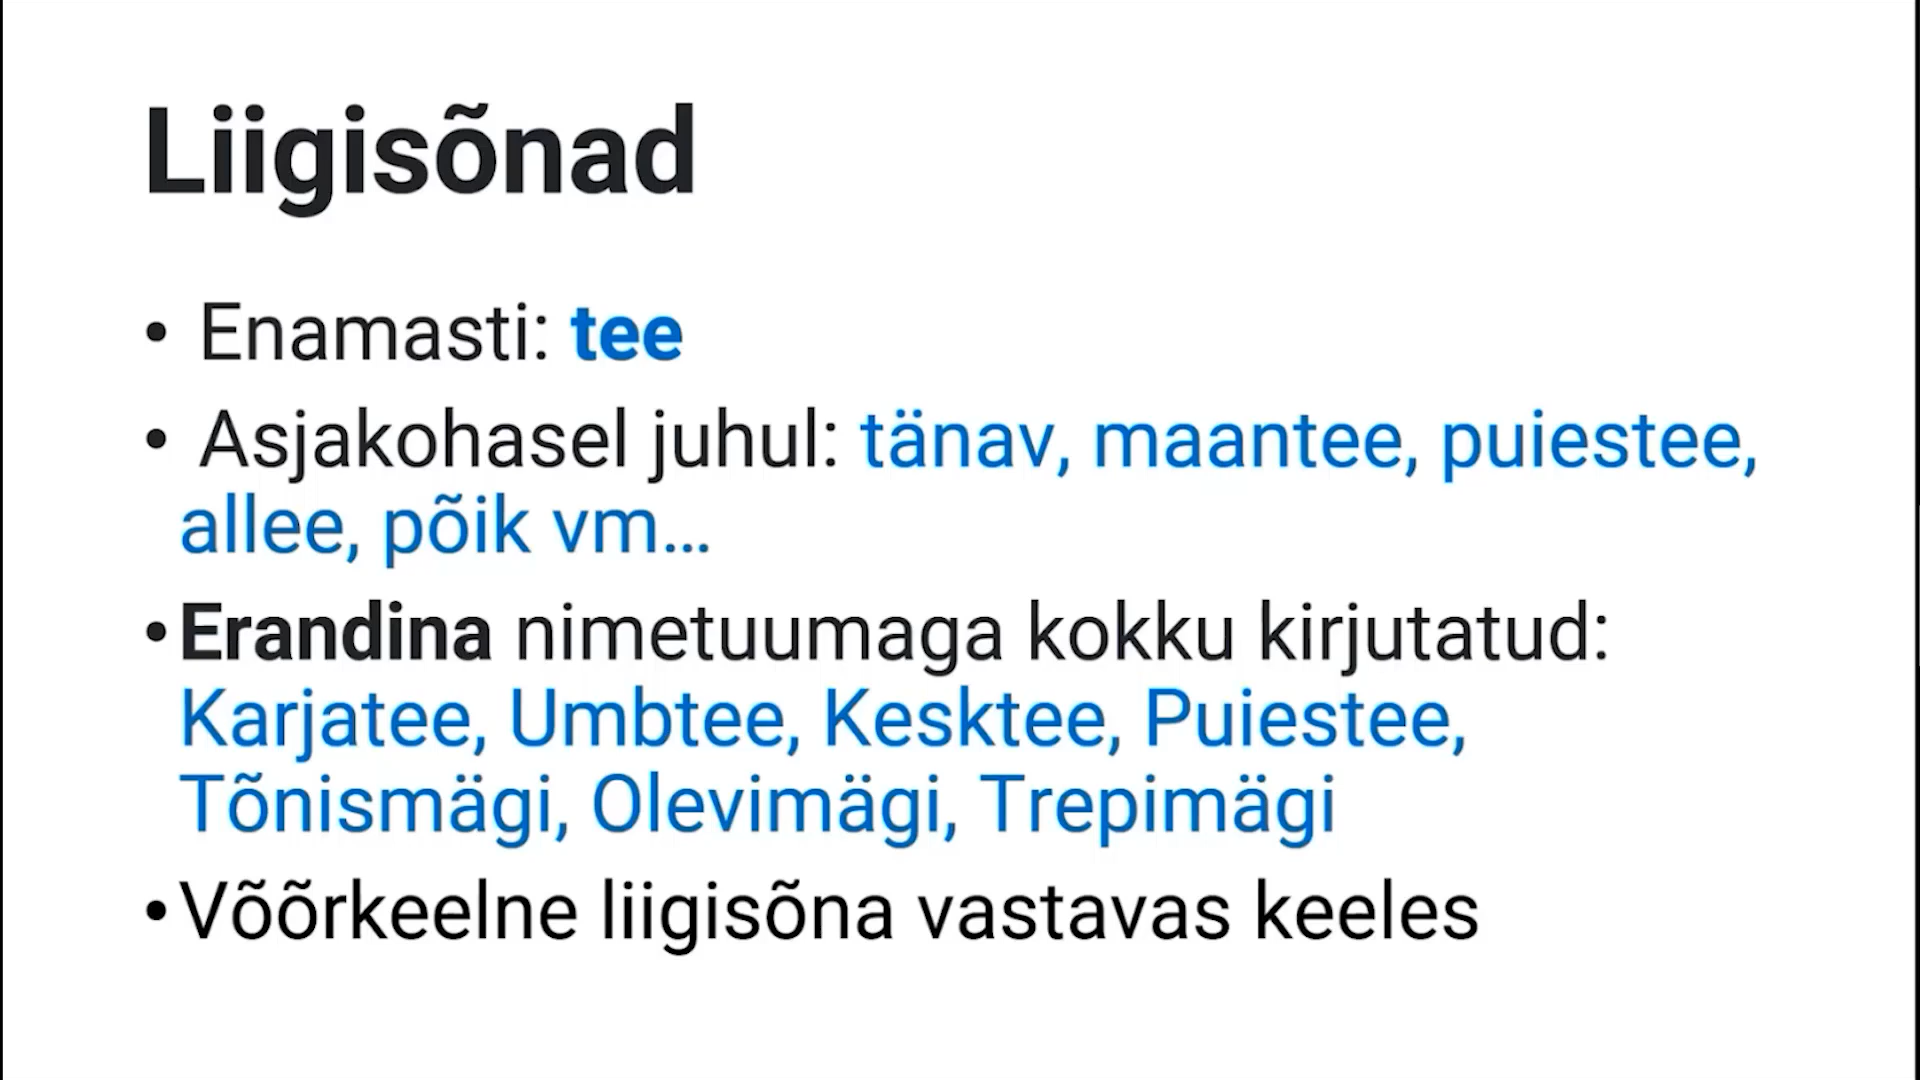 Liigisõnad
• Enamasti: tee
• Asjakohasel juhul: tänav, maantee, puiestee,
allee, põik vm...
• Erandina nimetuumaga kokku kirjutatud:
Karjatee, Umbtee, Kesktee, Puiestee,
Tõnismägi, Olevimägi, Trepimägi
• Võõrkeelne liigisõna vastavas keeles